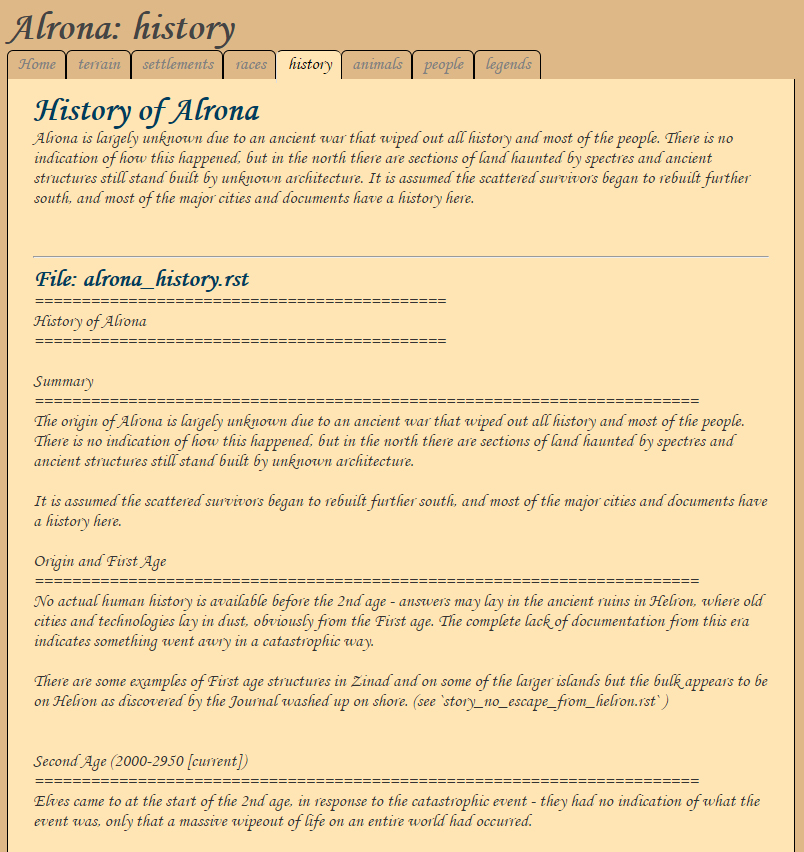 Alrona: history
Home terrain settlements races history animals people legends
History of Alrona
Alrona is largely unknown due to an ancient war that wiped out all history and most of the people. There is no
indication of how this happened, but in the north there are sections of land haunted by spectres and ancient
structures still stand built by unknown architecture. It is assumed the scattered survivors began to rebuilt further
south, and most of the major cities and documents have a history here.
File: alrona_history.rst
============================================
History of Alrona
============================================
Summary
=======================================================================
The origin of Alrona is largely unknown due to an ancient war that wiped out all history and most of the people.
There is no indication of how this happened, but in the north there are sections of land haunted by spectres and
ancient structures still stand built by unknown architecture.
It is assumed the scattered survivors began to rebuilt further south, and most of the major cities and documents have
a history here.
Origin and First Age
=======================================================================
No actual human history is available before the 2nd age - answers may lay in the ancient ruins in Helron, where old
cities and technologies lay in dust, obviously from the First age. The complete lack of documentation from this era
indicates something went awry in a catastrophic way.
There are some examples of First age structures in Zinad and on some of the larger islands but the bulk appears to be
on Helron as discovered by the Journal washed up on shore. (see `story_no_escape_from_helron.rst` )
Second Age (2000-2950 [current])
=======================================================================
Elves came to at the start of the 2nd age, in response to the catastrophic event - they had no indication of what the
event was, only that a massive wipeout of life on an entire world had occurred.